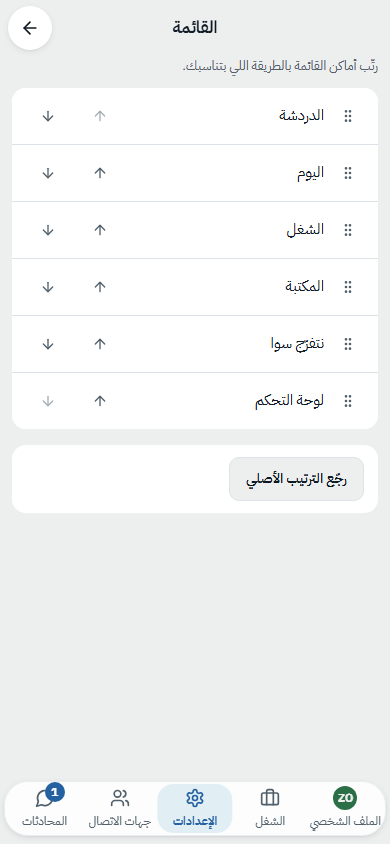 القائمة
رتّب أماكن القائمة بالطريقة اللي بتناسبك.
الدردشة
اليوم
الشغل
المكتبة
نتفرّج سوا
لوحة التحكم
رجّع الترتيب الأصلي
ZO
1
الملف الشخصي
الشغل
الإعدادات
جهات الاتصال
المحادثات